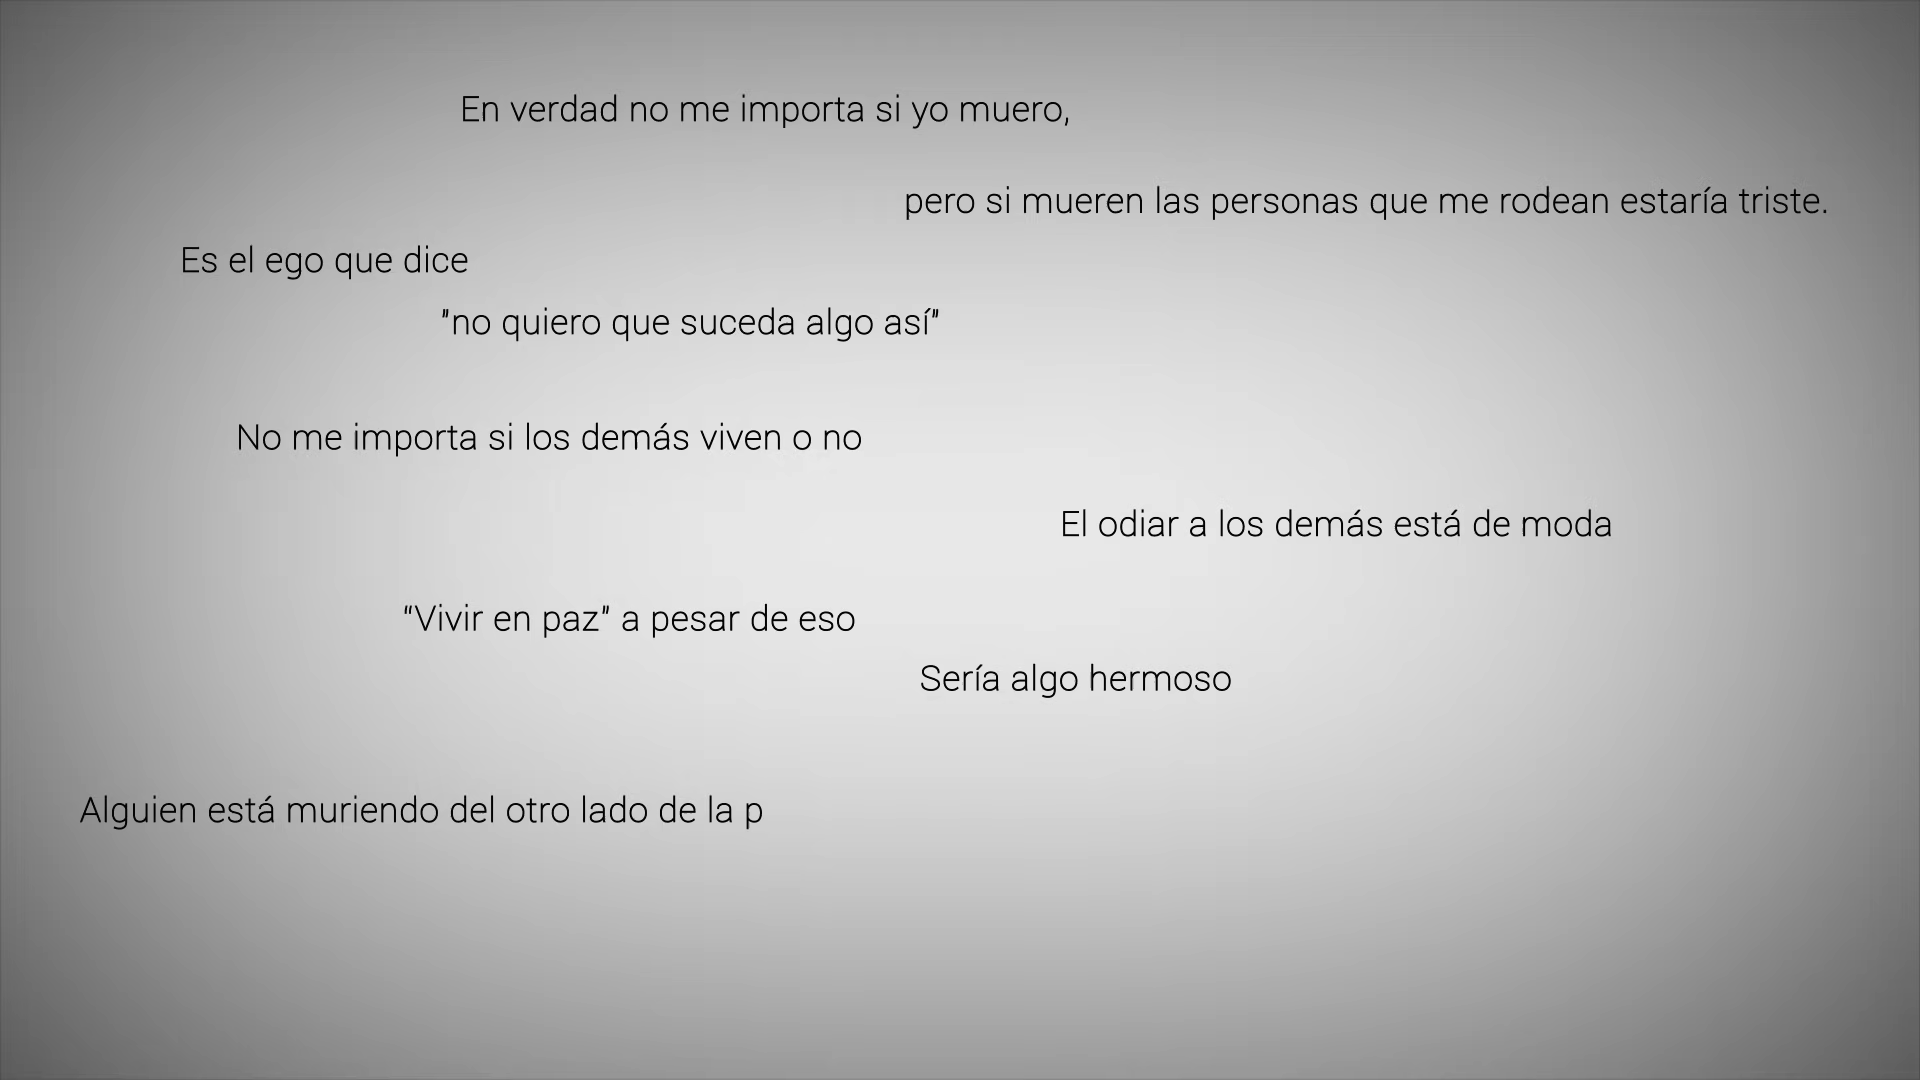 En verdad no me importa si yo muero,
pero si mueren las personas que me rodean estaría triste.
Es el ego que dice
"no quiero que suceda algo así"
No me importa si los demás viven o no
El odiar a los demás está de moda
"Vivir en paz" a pesar de eso
Sería algo hermoso
Alguien está muriendo del otro lado de la p